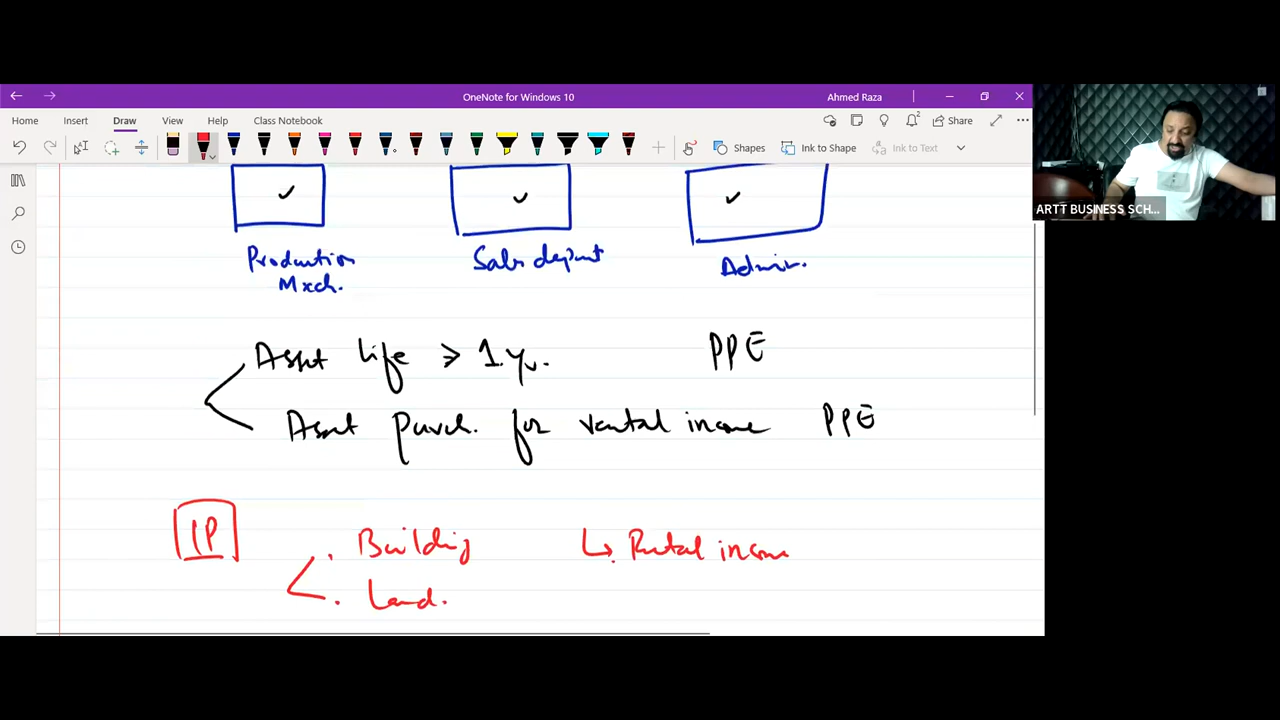 OneNote for Windows 10
Ahmed Raza
Home Insert Draw View Help Class Notebook
Share
Shapes Ink to Shape Ink to Text
ARTT BUSINESS SCH...
Production Sales depart Admin.
Mach.
Asset life ⩾ 1 yr. PPE
Asset purch. for rental income PPE
IP . Building ↳ Rental income
. Land.